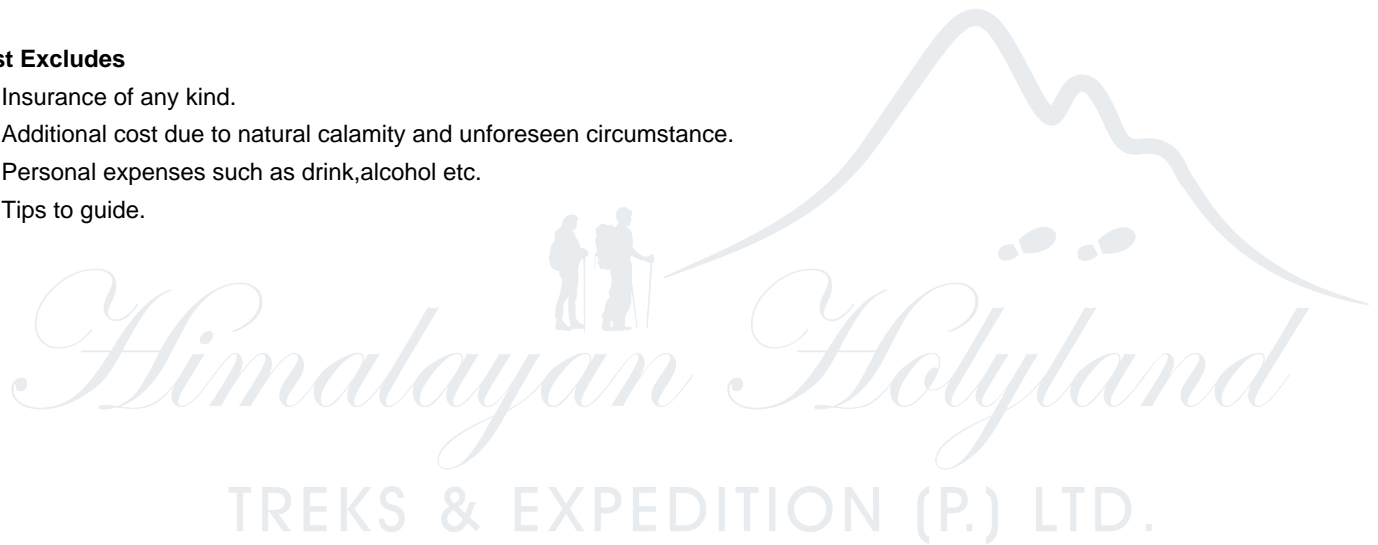 st Excludes
Insurance of any kind.
Additional cost due to natural calamity and unforeseen circumstance.
Personal expenses such as drink,alcohol etc.
Tips to guide.
Himalayan Holyland
TREKS & EXPEDITION (P.) LTD.